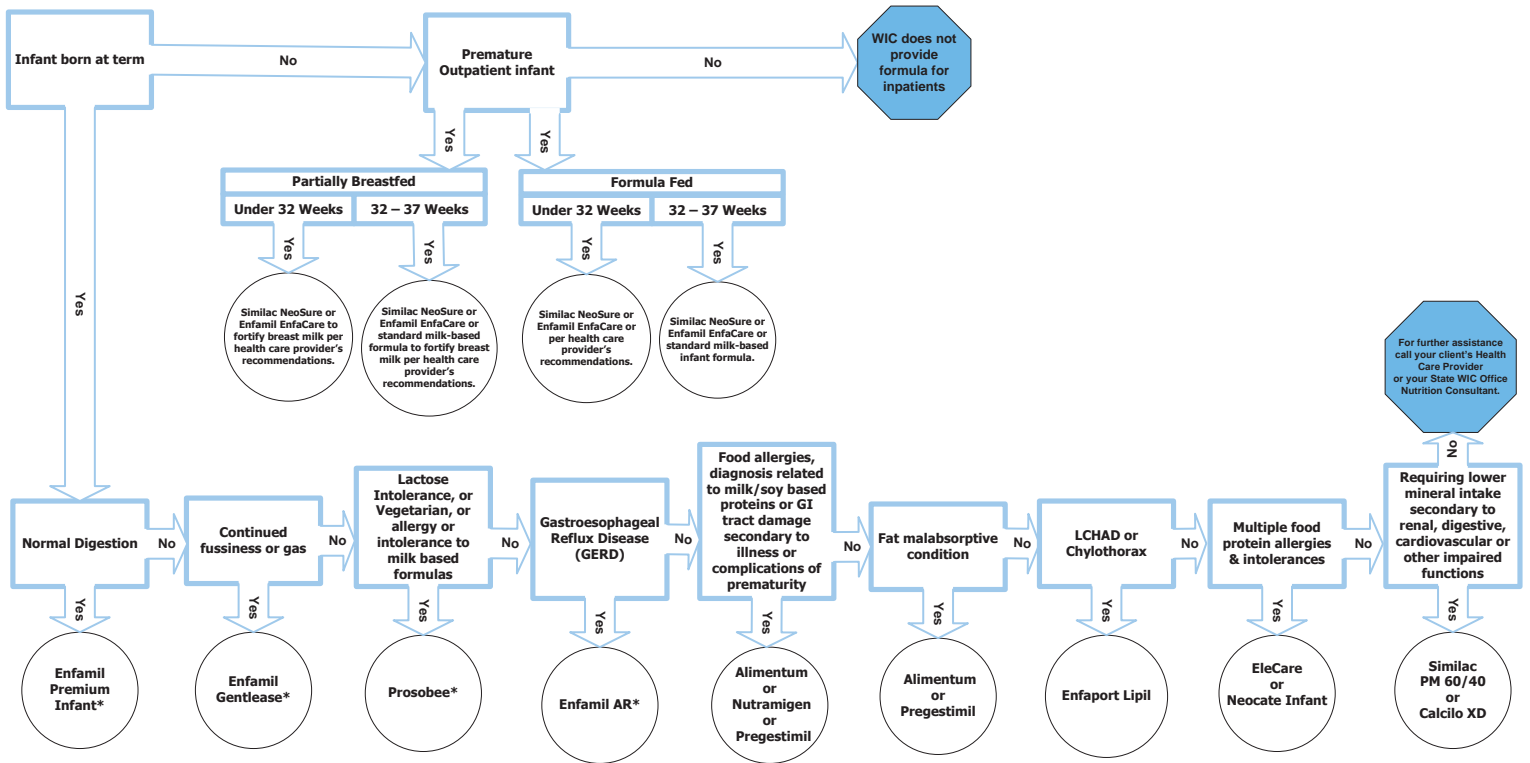 Infant born at term
No
Premature
Outpatient infant
No
WIC does not
provide
formula for
inpatients
Yes
Yes
Yes
Partially Breastfed
Under 32 Weeks
32 – 37 Weeks
Formula Fed
Under 32 Weeks
32 – 37 Weeks
Yes
Yes
Yes
Yes
Similac NeoSure or
Enfamil EnfaCare to
fortify breast milk per
health care provider's
recommendations.
Similac NeoSure or
Enfamil EnfaCare or
standard milk-based
formula to fortify breast
milk per health care
provider's
recommendations.
Similac NeoSure or
Enfamil EnfaCare or
per health care
provider's
recommendations.
Similac NeoSure or
Enfamil EnfaCare or
standard milk-based
infant formula.
For further assistance
call your client's Health
Care Provider
or your State WIC Office
Nutrition Consultant.
No
Normal Digestion
No
Continued
fussiness or gas
No
Lactose
Intolerance, or
Vegetarian, or
allergy or
intolerance to
milk based
formulas
No
Gastroesophageal
Reflux Disease
(GERD)
No
Food allergies,
diagnosis related
to milk/soy based
proteins or GI
tract damage
secondary to
illness or
complications of
prematurity
No
Fat malabsorptive
condition
No
LCHAD or
Chylothorax
No
Multiple food
protein allergies
& intolerances
No
Requiring lower
mineral intake
secondary to
renal, digestive,
cardiovascular or
other impaired
functions
Yes
Yes
Yes
Yes
Yes
Yes
Yes
Yes
Yes
Enfamil
Premium
Infant*
Enfamil
Gentlease*
Prosobee*
Enfamil AR*
Alimentum
or
Nutramigen
or
Pregestimil
Alimentum
or
Pregestimil
Enfaport Lipil
EleCare
or
Neocate Infant
Similac
PM 60/40
or
Calcilo XD